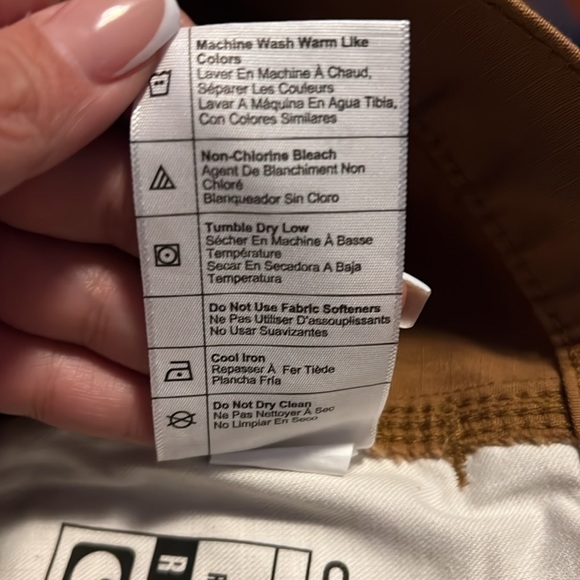 Machine Wash Warm Like
Colors
Laver En Machine À Chaud,
Séparer Les Couleurs
Lavar A Máquina En Agua Tibia,
Con Colores Similares
Non-Chlorine Bleach
Agent De Blanchiment Non
Chloré
Blanqueador Sin Cloro
Tumble Dry Low
Sécher En Machine À Basse
Température
Secar En Secadora A Baja
Temperatura
Do Not Use Fabric Softeners
Ne Pas Utiliser D'assouplissants
No Usar Suavizantes
Cool Iron
Repasser À Fer Tiède
Plancha Fría
Do Not Dry Clean
Ne Pas Nettoyer À Sec
No Limpiar En Seco
R